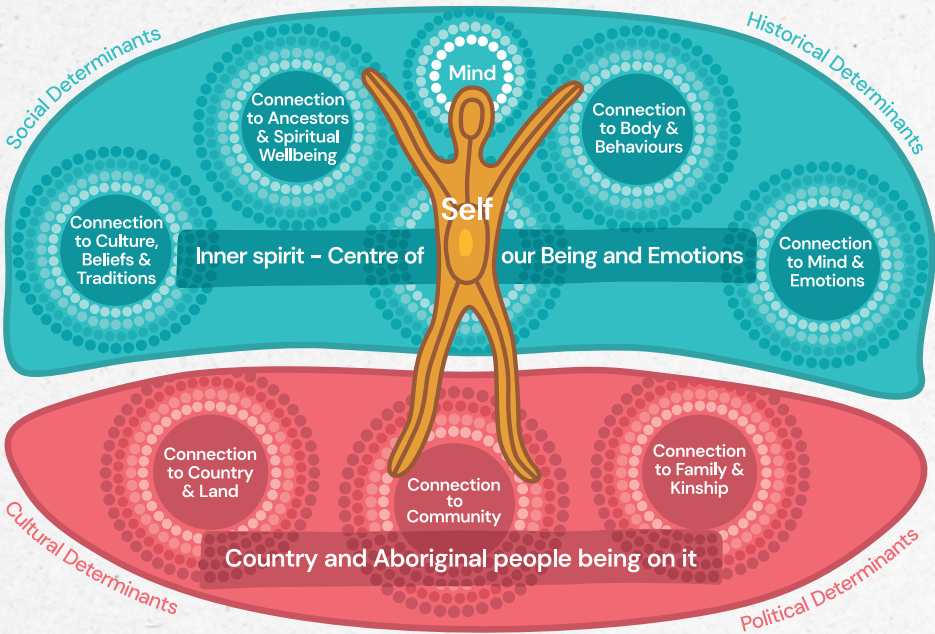 Social Determinants
Historical Determinants
Mind
Connection
to Ancestors
& Spiritual
Wellbeing
Connection
to Body &
Behaviours
Self
Connection
to Culture,
Beliefs &
Traditions
Inner spirit – Centre of our Being and Emotions
Connection
to Mind &
Emotions
Connection
to Country
& Land
Connection
to
Community
Connection
to Family &
Kinship
Country and Aboriginal people being on it
Cultural Determinants
Political Determinants